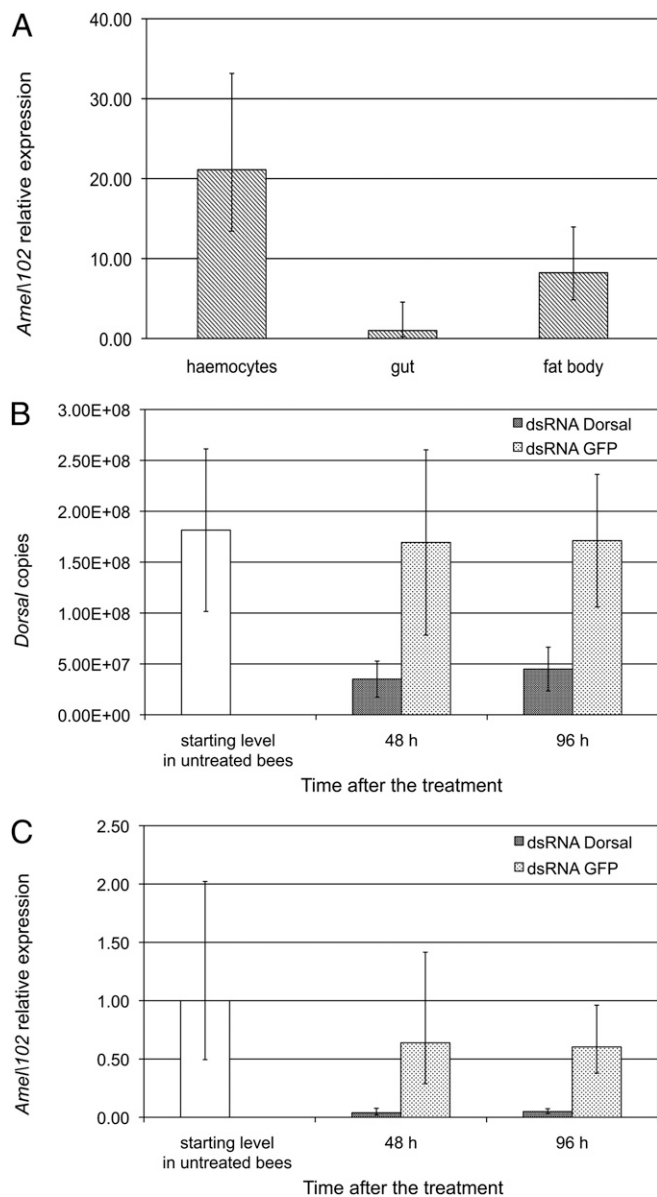 A
Amel\102 relative expression
40.00
30.00
20.00
10.00
0.00
haemocytes gut fat body
B
Dorsal copies
3.00E+08
2.50E+08
2.00E+08
1.50E+08
1.00E+08
5.00E+07
0.00E+00
dsRNA Dorsal
dsRNA GFP
starting level
in untreated bees
48 h
96 h
Time after the treatment
C
Amel\102 relative expression
2.50
2.00
1.50
1.00
0.50
0.00
dsRNA Dorsal
dsRNA GFP
starting level
in untreated bees
48 h
96 h
Time after the treatment